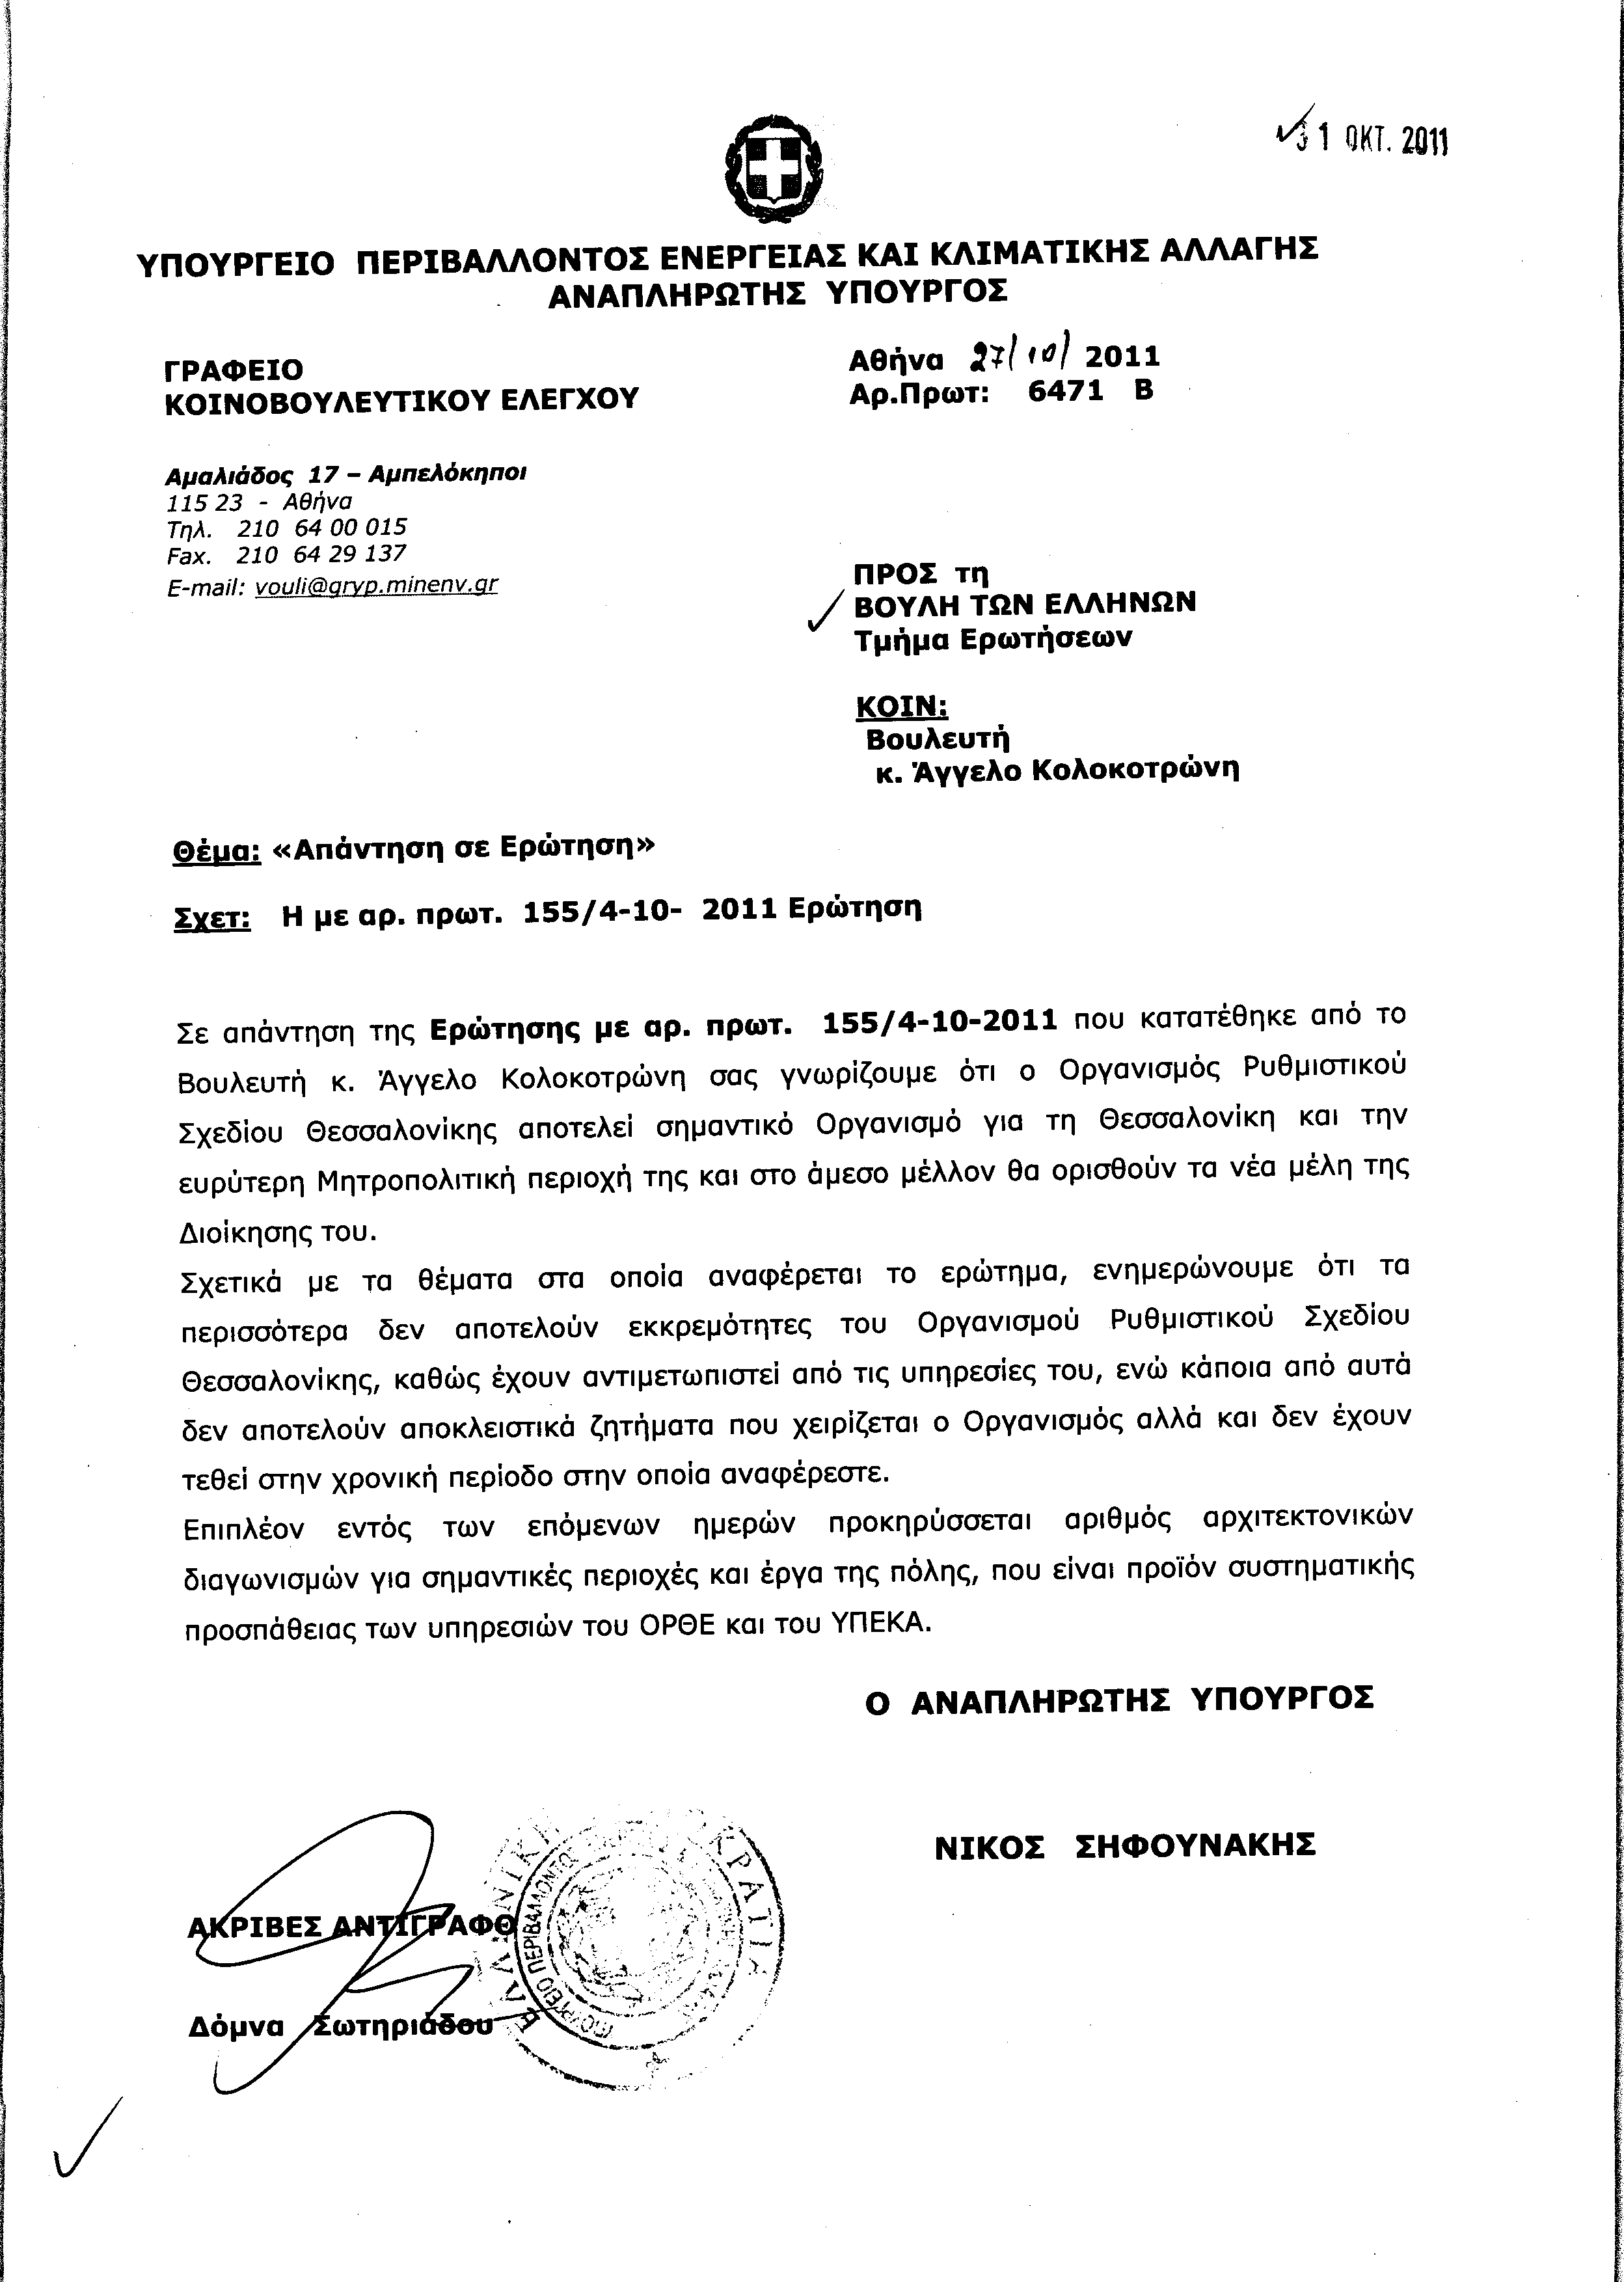 31 ΟΚΤ. 2011
ΥΠΟΥΡΓΕΙΟ ΠΕΡΙΒΑΛΛΟΝΤΟΣ ΕΝΕΡΓΕΙΑΣ ΚΑΙ ΚΛΙΜΑΤΙΚΗΣ ΑΛΛΑΓΗΣ
ΑΝΑΠΛΗΡΩΤΗΣ ΥΠΟΥΡΓΟΣ
ΓΡΑΦΕΙΟ
ΚΟΙΝΟΒΟΥΛΕΥΤΙΚΟΥ ΕΛΕΓΧΟΥ
Αθήνα 27/10/ 2011
Αρ.Πρωτ: 6471 Β
Αμαλιάδος 17 – Αμπελόκηποι
115 23 - Αθήνα
Τηλ. 210 64 00 015
Fax. 210 64 29 137
E-mail: vouli@gryp.minenv.gr
ΠΡΟΣ τη
ΒΟΥΛΗ ΤΩΝ ΕΛΛΗΝΩΝ
Τμήμα Ερωτήσεων
ΚΟΙΝ:
Βουλευτή
κ. Άγγελο Κολοκοτρώνη
Θέμα: «Απάντηση σε Ερώτηση»
Σχετ: Η με αρ. πρωτ. 155/4-10- 2011 Ερώτηση
Σε απάντηση της Ερώτησης με αρ. πρωτ. 155/4-10-2011 που κατατέθηκε από το
Βουλευτή κ. Άγγελο Κολοκοτρώνη σας γνωρίζουμε ότι ο Οργανισμός Ρυθμιστικού
Σχεδίου Θεσσαλονίκης αποτελεί σημαντικό Οργανισμό για τη Θεσσαλονίκη και την
ευρύτερη Μητροπολιτική περιοχή της και στο άμεσο μέλλον θα ορισθούν τα νέα μέλη της
Διοίκησης του.
Σχετικά με τα θέματα στα οποία αναφέρεται το ερώτημα, ενημερώνουμε ότι τα
περισσότερα δεν αποτελούν εκκρεμότητες του Οργανισμού Ρυθμιστικού Σχεδίου
Θεσσαλονίκης, καθώς έχουν αντιμετωπιστεί από τις υπηρεσίες του, ενώ κάποια από αυτά
δεν αποτελούν αποκλειστικά ζητήματα που χειρίζεται ο Οργανισμός αλλά και δεν έχουν
τεθεί στην χρονική περίοδο στην οποία αναφέρεστε.
Επιπλέον εντός των επόμενων ημερών προκηρύσσεται αριθμός αρχιτεκτονικών
διαγωνισμών για σημαντικές περιοχές και έργα της πόλης, που είναι προϊόν συστηματικής
προσπάθειας των υπηρεσιών του ΟΡΘΕ και του ΥΠΕΚΑ.
Ο ΑΝΑΠΛΗΡΩΤΗΣ ΥΠΟΥΡΓΟΣ
ΝΙΚΟΣ ΣΗΦΟΥΝΑΚΗΣ
ΑΚΡΙΒΕΣ ΑΝΤΙΓΡΑΦΟ
Δόμνα Σωτηριάδου
ΠΕΡΙΒΑΛΛΟΝΤΟΣ